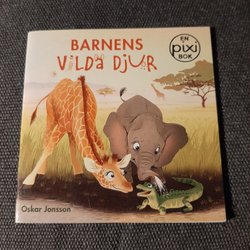 BARNENS
VILDA DJUR
EN
pixi
BOK
Oskar Jonsson